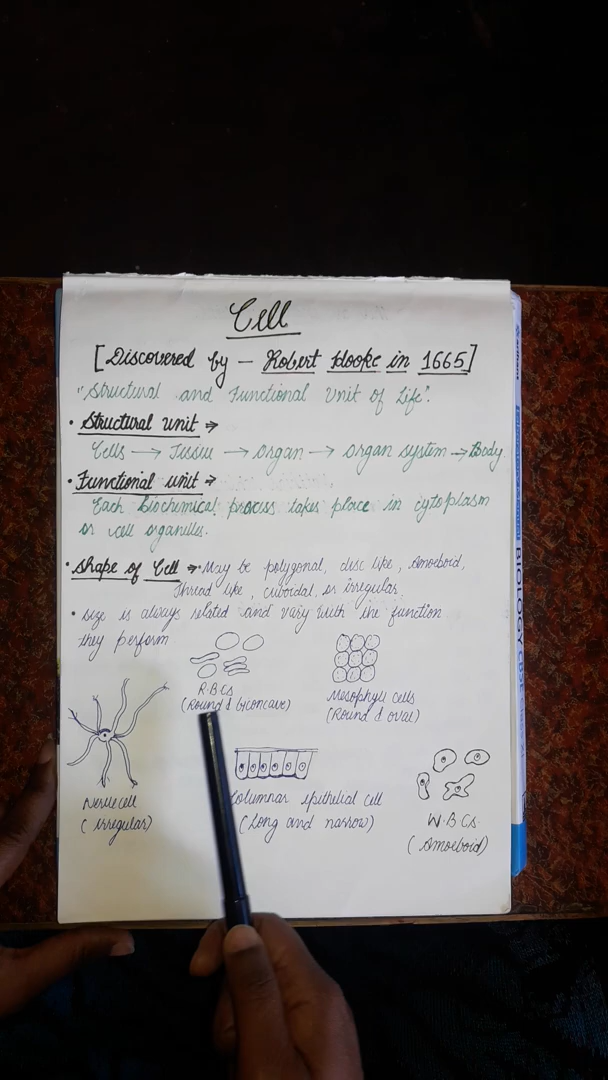 Cell
[Discovered by - Robert Hooke in 1665]
"Structural and Functional Unit of Life".
• Structural unit →
Cells → Tissue → Organ → Organ system → Body.
• Functional unit →
Each biochemical process takes place in cytoplasm
or cell organelles.
• Shape of Cell → • May be polygonal, disc like, Amoeboid,
Thread like, cuboidal, or irregular.
• Size is always related and vary with the function
they perform
R.B.Cs
(Round & biconcave)
Mesophyll cells
(Round & oval)
Nerve cell
(irregular)
Columnar epithelial cell
(Long and narrow)
W.B.Cs.
(Amoeboid)
BIOLOGY CBSE